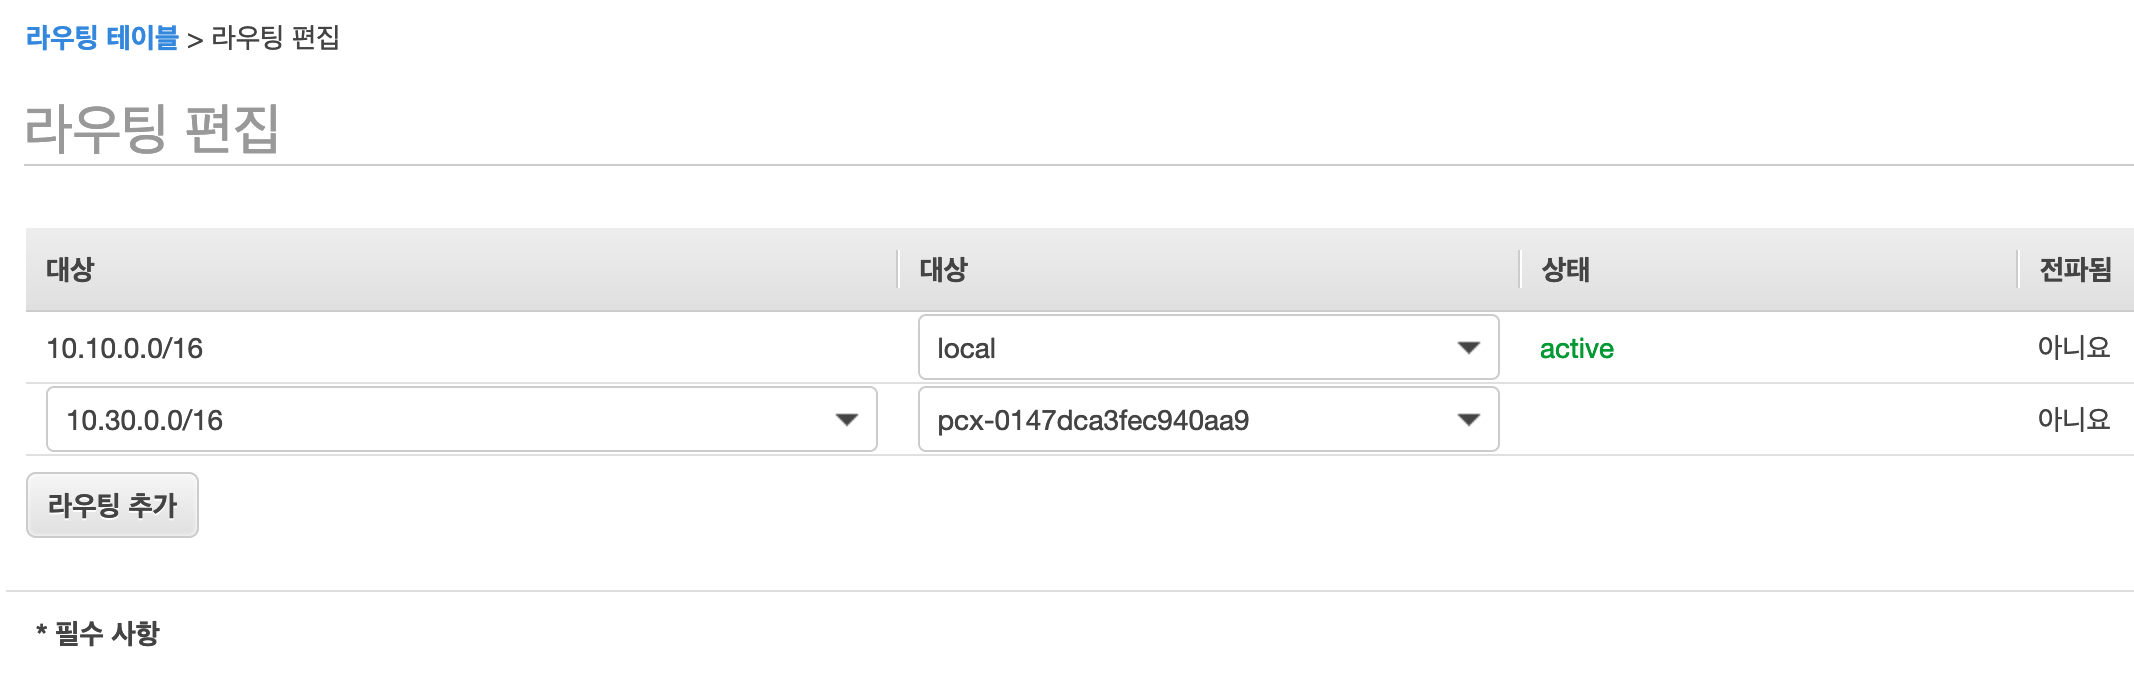 라우팅 테이블 > 라우팅 편집
라우팅 편집
대상 대상 상태 전파됨
10.10.0.0/16 local active 아니요
10.30.0.0/16 pcx-0147dca3fec940aa9 아니요
라우팅 추가
* 필수 사항